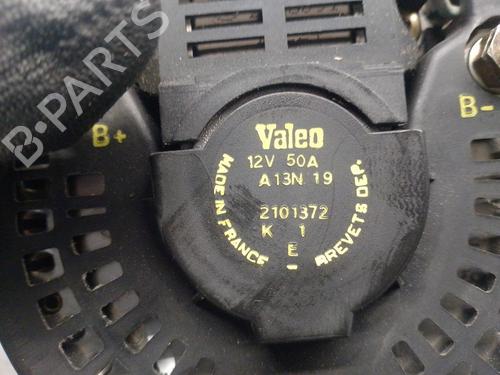 B-
B+
Valeo
12V 50A
A13N 19
2101372
K 1
E
-
MADE IN FRANCE
BREVETS DEP.
B-PARTS